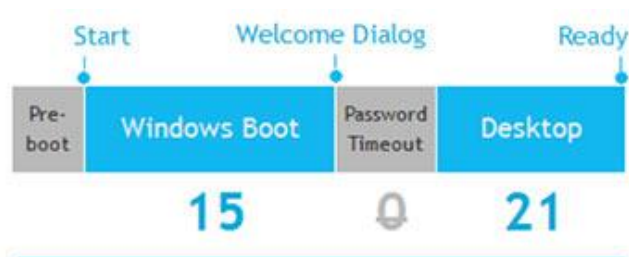 Start Welcome Dialog Ready
Pre-
boot
Windows Boot
Password
Timeout
Desktop
15 0 21